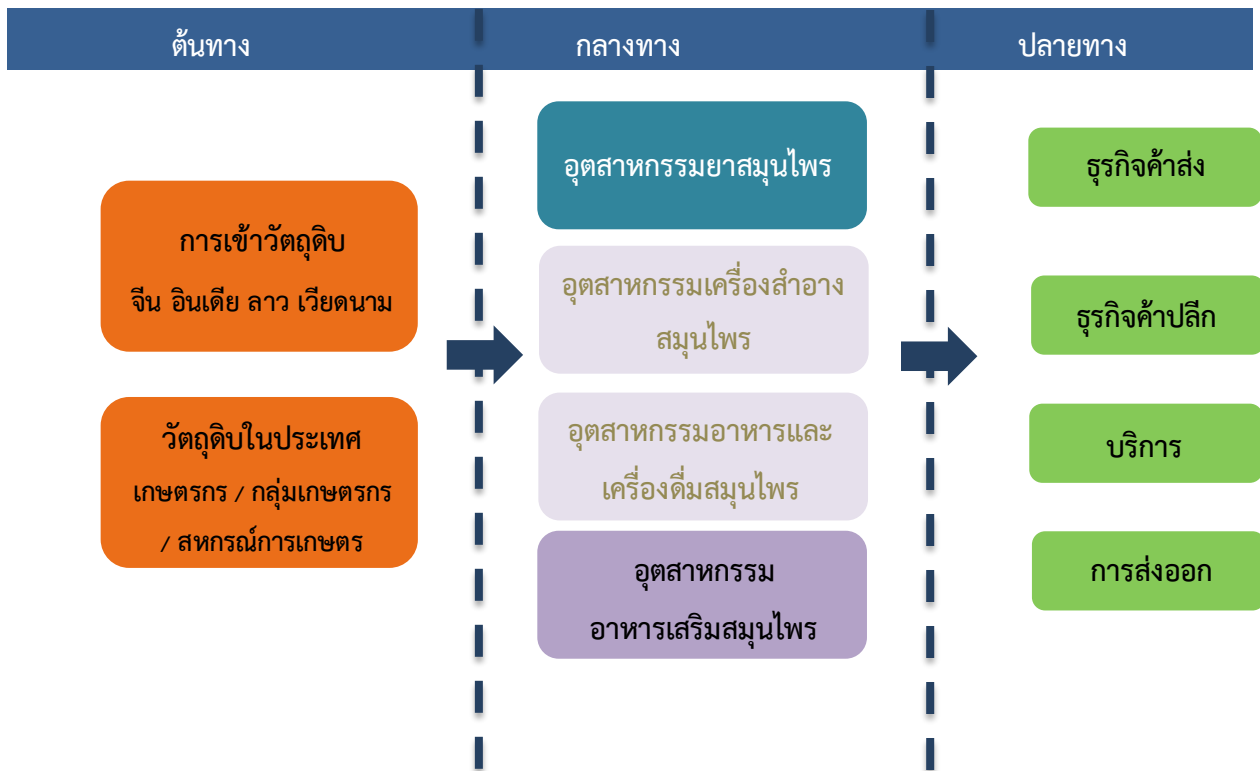 ต้นทาง
กลางทาง
ปลายทาง
การเข้าวัตถุดิบ
จีน อินเดีย ลาว เวียดนาม
วัตถุดิบในประเทศ
เกษตรกร / กลุ่มเกษตรกร
/ สหกรณ์การเกษตร
อุตสาหกรรมยาสมุนไพร
อุตสาหกรรมเครื่องสำอาง
สมุนไพร
อุตสาหกรรมอาหารและ
เครื่องดื่มสมุนไพร
อุตสาหกรรม
อาหารเสริมสมุนไพร
ธุรกิจค้าส่ง
ธุรกิจค้าปลีก
บริการ
การส่งออก